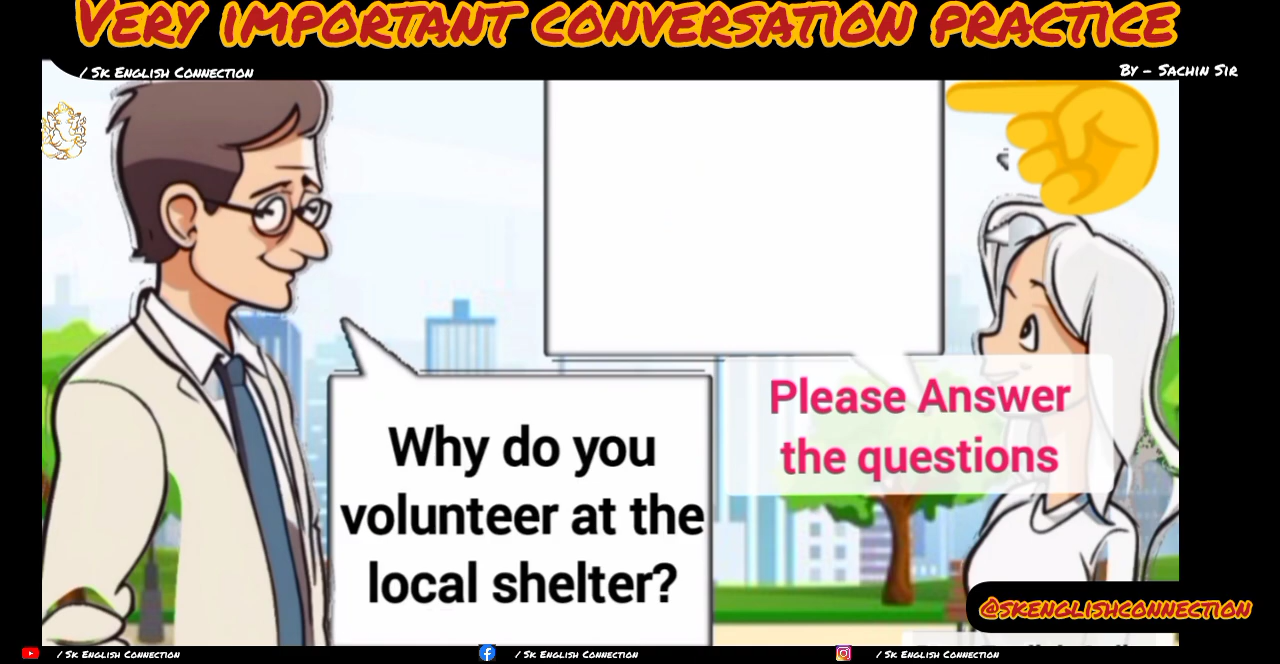 Very important conversation practice
/ Sk English Connection
By - Sachin Sir
Why do you
volunteer at the
local shelter?
Please Answer
the questions
@skenglishconnection
/ Sk English Connection
/ Sk English Connection
/ Sk English Connection